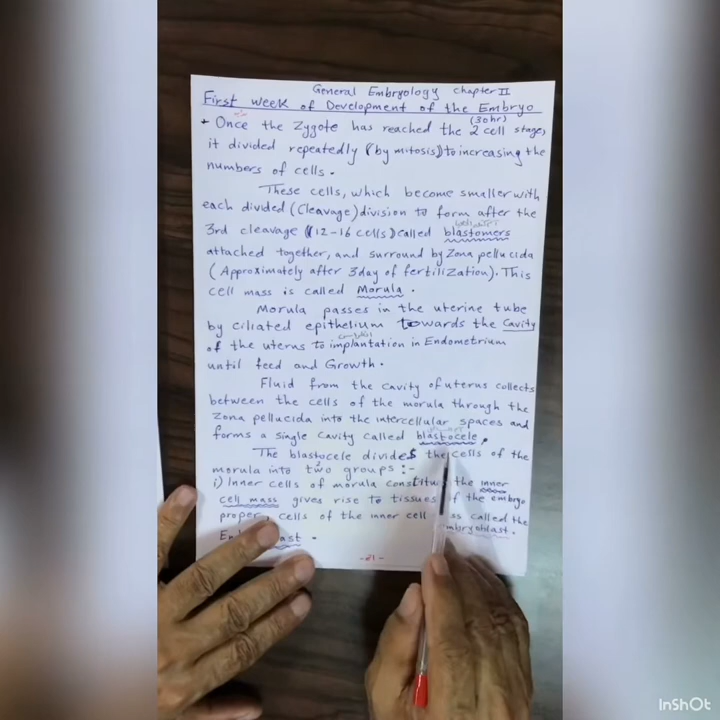 General Embryology Chapter II
First week of Development of the Embryo
(30hr)
+ Once the Zygote has reached the 2 cell stage,
it divided repeatedly (by mitosis) to increasing the
numbers of cells.
These cells, which become smaller with
each divided (Cleavage) division to form after the
3rd cleavage (12-16 cells) called blastomers
attached together, and surround by Zona pellucida
(Approximately after 3 day of fertilization). This
cell mass is called Morula.
Morula passes in the uterine tube
by ciliated epithelium towards the Cavity
of the uterus to implantation in Endometrium
until feed and Growth.
Fluid from the cavity of uterus collects
between the cells of the morula through the
Zona pellucida into the intercellular spaces and
forms a single cavity called blastocele.
The blastocele divides the cells of the
morula into two groups :-
2
i) Inner cells of morula the inner
cell mass gives rise to tissues of the embryo
proper, cells of the inner cell called the
-21-
InShOt